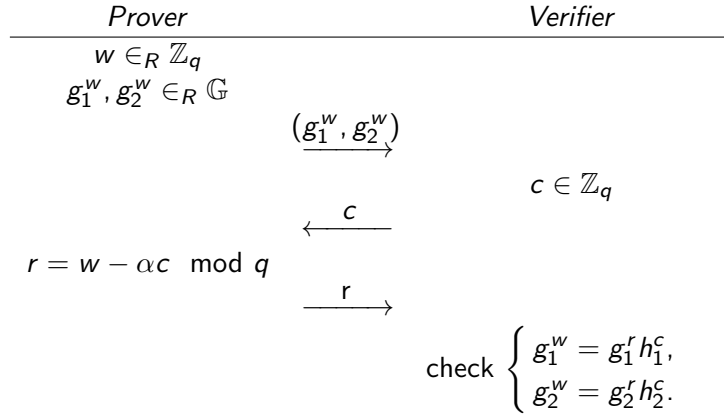 Prover Verifier
w ∈_R ℤ_q
g_1^w, g_2^w ∈_R 𝔾
(g_1^w, g_2^w)
c ∈ ℤ_q
c
r = w − αc mod q
r
check { g_1^w = g_1^r h_1^c,
g_2^w = g_2^r h_2^c.